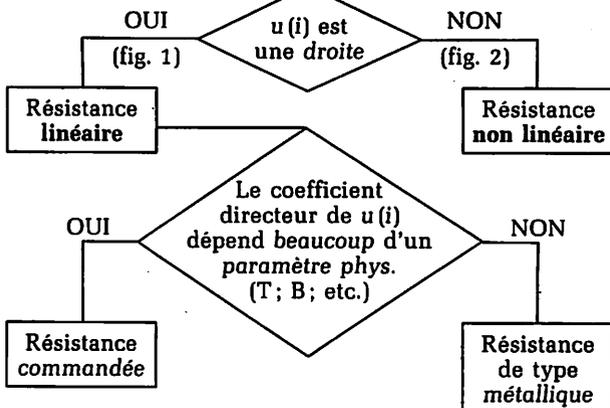 OUI
u (i) est
une droite
NON
(fig. 1)
(fig. 2)
Résistance
linéaire
Résistance
non linéaire
Le coefficient
directeur de u (i)
dépend beaucoup d'un
paramètre phys.
(T ; B ; etc.)
OUI
NON
Résistance
commandée
Résistance
de type
métallique